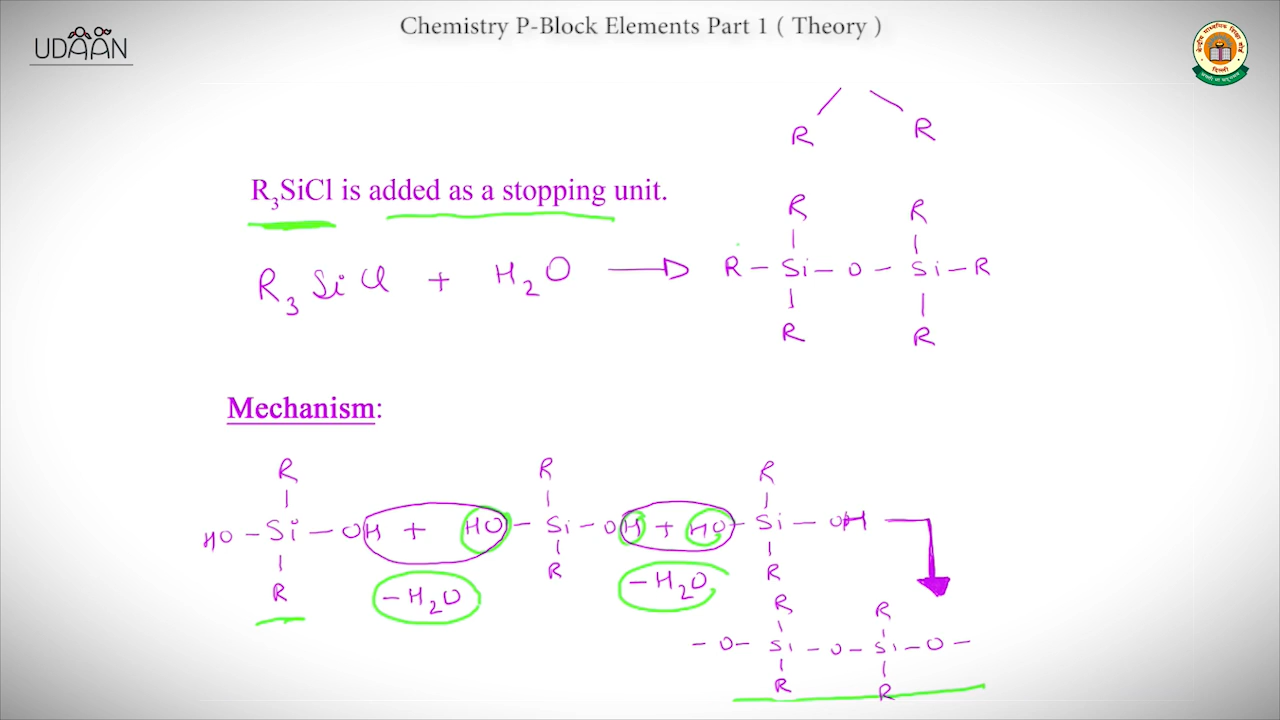 Chemistry P-Block Elements Part 1 ( Theory )
UDAAN
R R
R₃SiCl is added as a stopping unit.
R R
| |
R₃SiCl + H₂O → R – Si – O – Si – R
| |
R R
Mechanism:
R R R
| | |
HO – Si – OH + HO – Si – OH + HO – Si – OH
| | |
R R R
– H₂O – H₂O
R R
| |
– O – Si – O – Si – O –
| |
R R